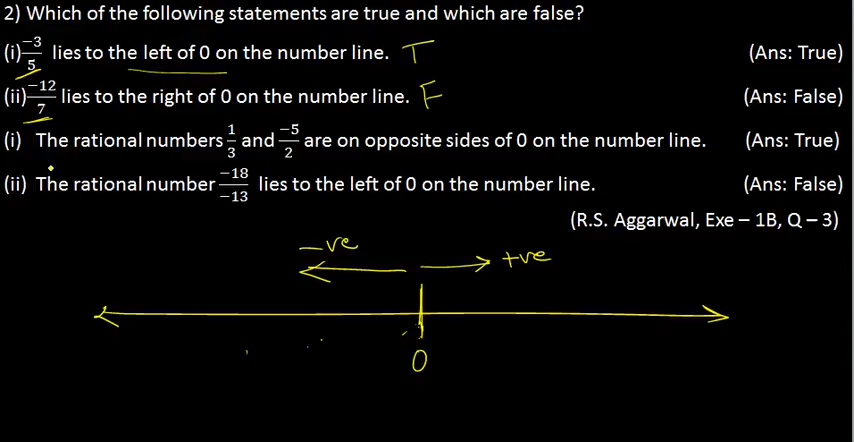 2) Which of the following statements are true and which are false?
(i) −3/5 lies to the left of 0 on the number line. T (Ans: True)
(ii) −12/7 lies to the right of 0 on the number line. F (Ans: False)
(i) The rational numbers 1/3 and −5/2 are on opposite sides of 0 on the number line. (Ans: True)
(ii) The rational number −18/−13 lies to the left of 0 on the number line. (Ans: False)
(R.S. Aggarwal, Exe – 1B, Q – 3)
−ve +ve
0